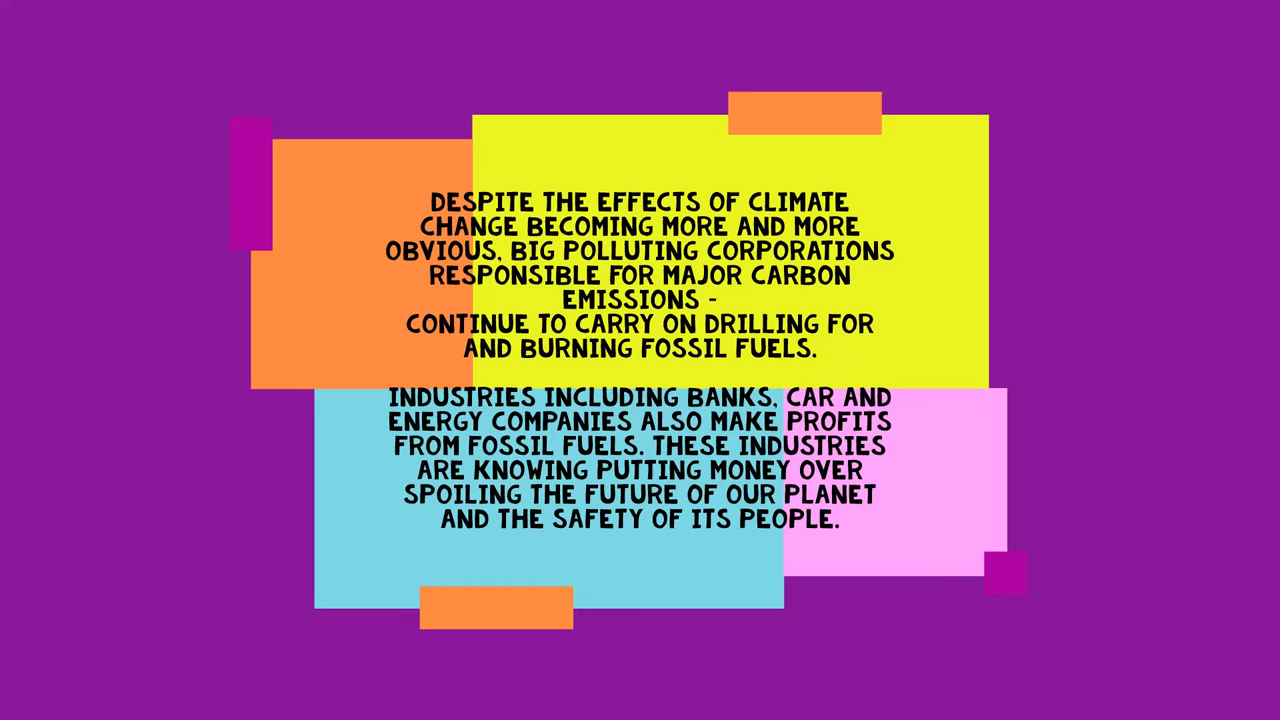 DESPITE THE EFFECTS OF CLIMATE
CHANGE BECOMING MORE AND MORE
OBVIOUS, BIG POLLUTING CORPORATIONS
RESPONSIBLE FOR MAJOR CARBON
EMISSIONS -
CONTINUE TO CARRY ON DRILLING FOR
AND BURNING FOSSIL FUELS.
INDUSTRIES INCLUDING BANKS, CAR AND
ENERGY COMPANIES ALSO MAKE PROFITS
FROM FOSSIL FUELS. THESE INDUSTRIES
ARE KNOWING PUTTING MONEY OVER
SPOILING THE FUTURE OF OUR PLANET
AND THE SAFETY OF ITS PEOPLE.